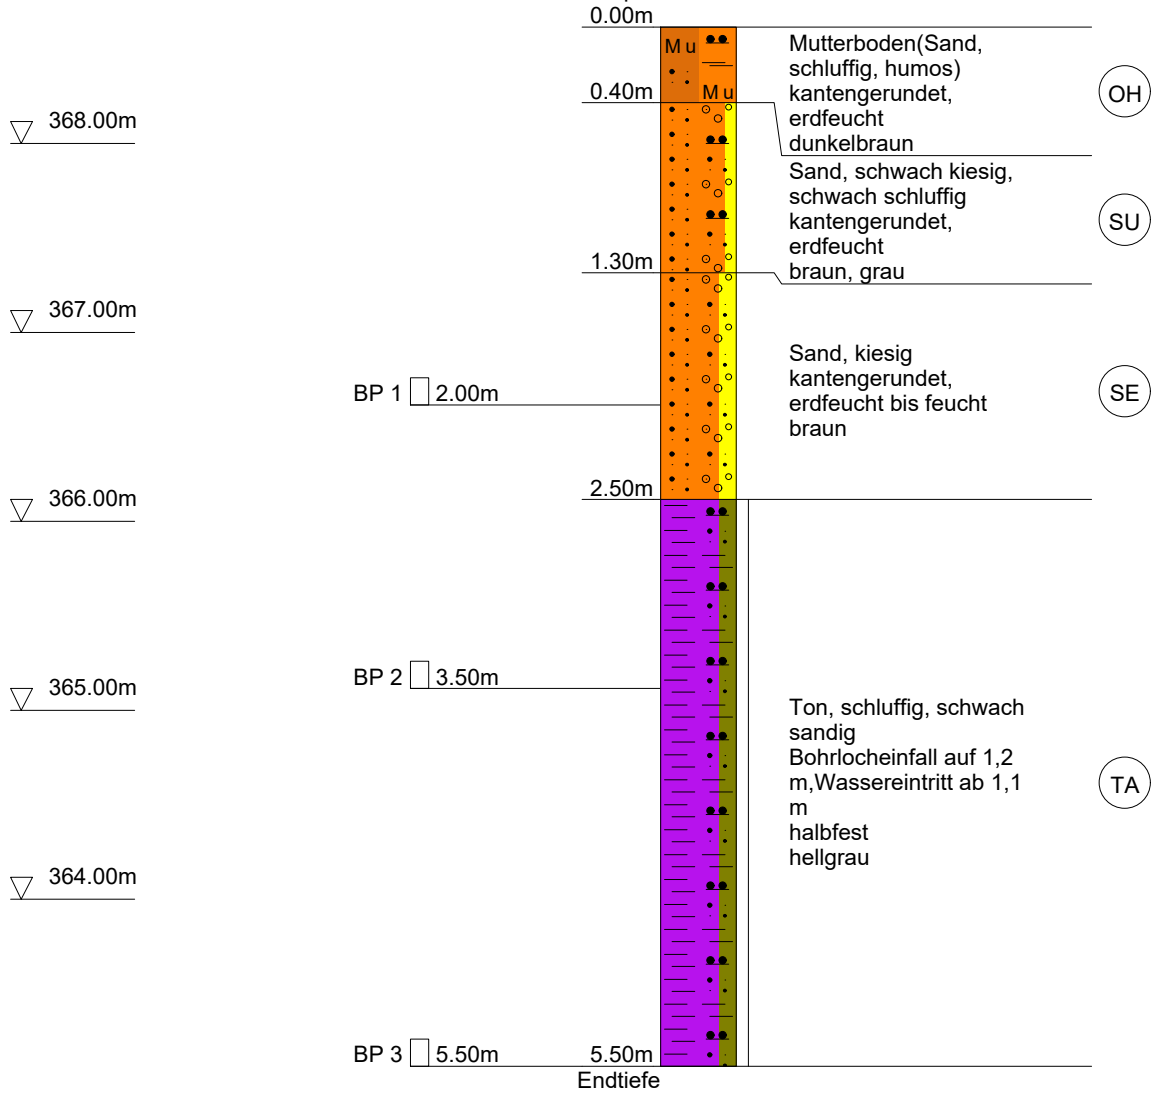 0.00m
Mu
Mutterboden(Sand,
schluffig, humos)
kantengerundet,
erdfeucht
dunkelbraun
OH
0.40m
Mu
368.00m
Sand, schwach kiesig,
schwach schluffig
kantengerundet,
erdfeucht
braun, grau
SU
1.30m
367.00m
Sand, kiesig
kantengerundet,
erdfeucht bis feucht
braun
SE
BP 1 2.00m
2.50m
366.00m
BP 2 3.50m
365.00m
Ton, schluffig, schwach
sandig
Bohrlocheinfall auf 1,2
m,Wassereintritt ab 1,1
m
halbfest
hellgrau
TA
364.00m
BP 3 5.50m
5.50m
Endtiefe